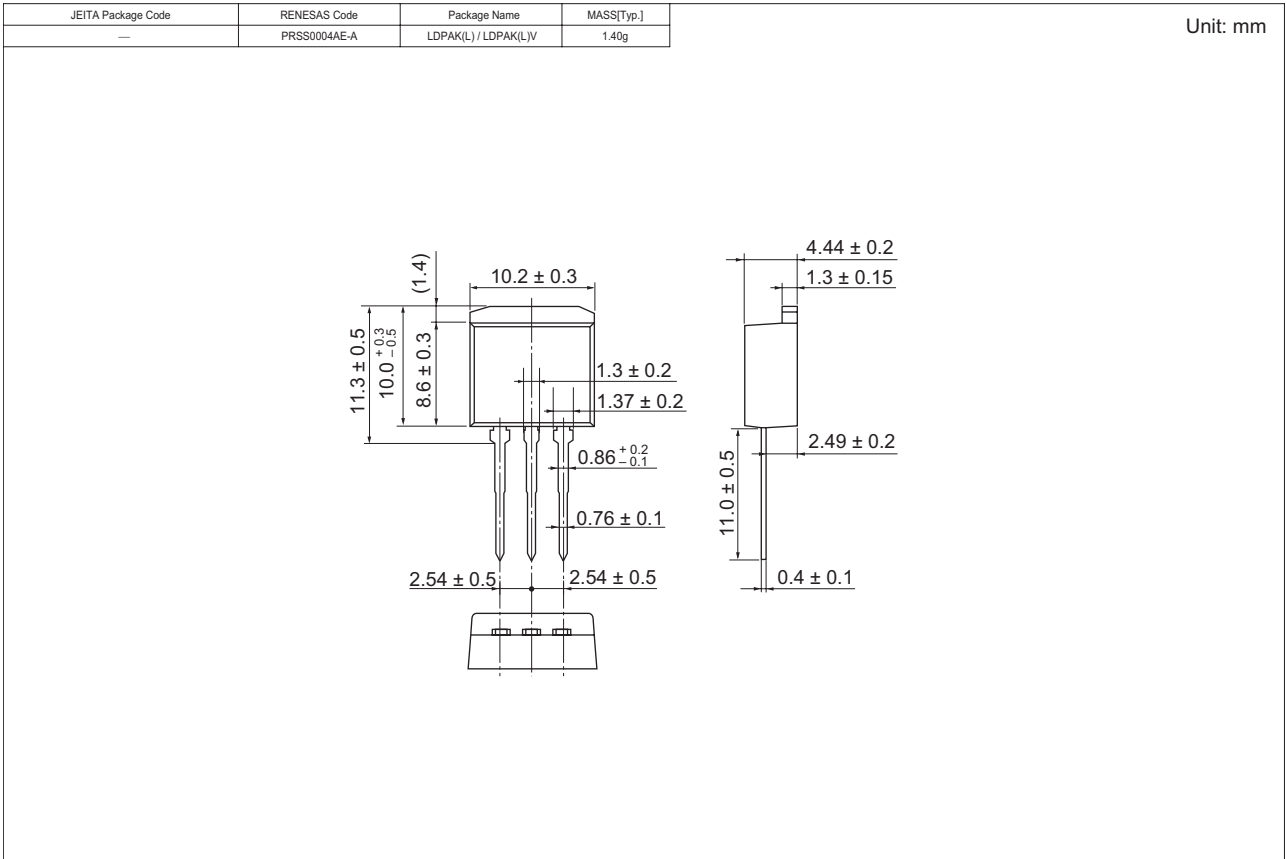 JEITA Package Code RENESAS Code Package Name MASS[Typ.]
— PRSS0004AE-A LDPAK(L) / LDPAK(L)V 1.40g
Unit: mm
4.44 ± 0.2
1.3 ± 0.15
(1.4)
10.2 ± 0.3
11.3 ± 0.5
10.0 + 0.3 – 0.5
8.6 ± 0.3
1.3 ± 0.2
1.37 ± 0.2
2.49 ± 0.2
0.86 + 0.2 – 0.1
11.0 ± 0.5
0.76 ± 0.1
2.54 ± 0.5 2.54 ± 0.5
0.4 ± 0.1